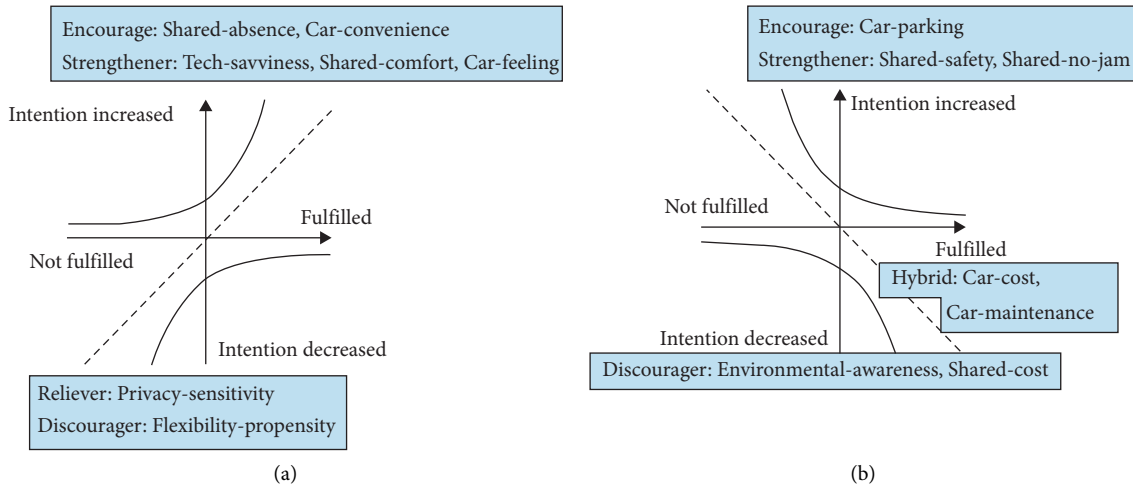 Encourage: Shared-absence, Car-convenience
Strengthener: Tech-savviness, Shared-comfort, Car-feeling
Intention increased
Fulfilled
Not fulfilled
Intention decreased
Reliever: Privacy-sensitivity
Discourager: Flexibility-propensity
(a)
Encourage: Car-parking
Strengthener: Shared-safety, Shared-no-jam
Intention increased
Not fulfilled
Fulfilled
Hybrid: Car-cost,
Car-maintenance
Intention decreased
Discourager: Environmental-awareness, Shared-cost
(b)